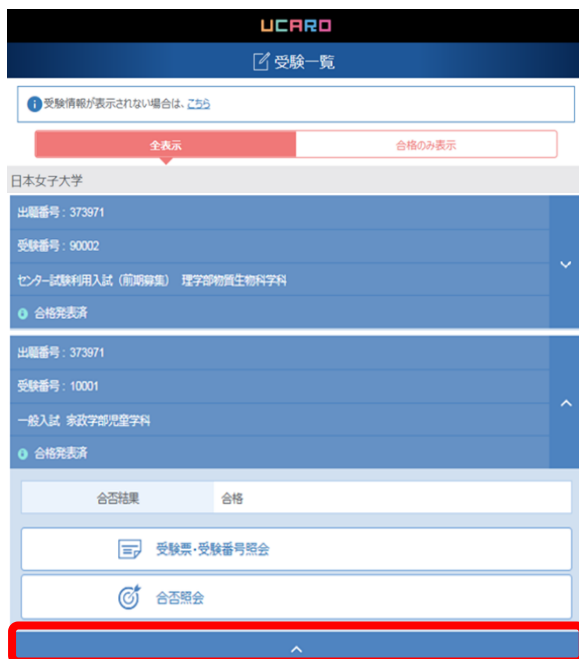 UCARO
受験一覧
受験情報が表示されない場合は、こちら
全表示 合格のみ表示
日本女子大学
出願番号：373971
受験番号：90002
センター試験利用入試（前期募集） 理学部物質生物科学科
合格発表済
出願番号：373971
受験番号：10001
一般入試 家政学部児童学科
合格発表済
合否結果 合格
受験票・受験番号照会
合否照会